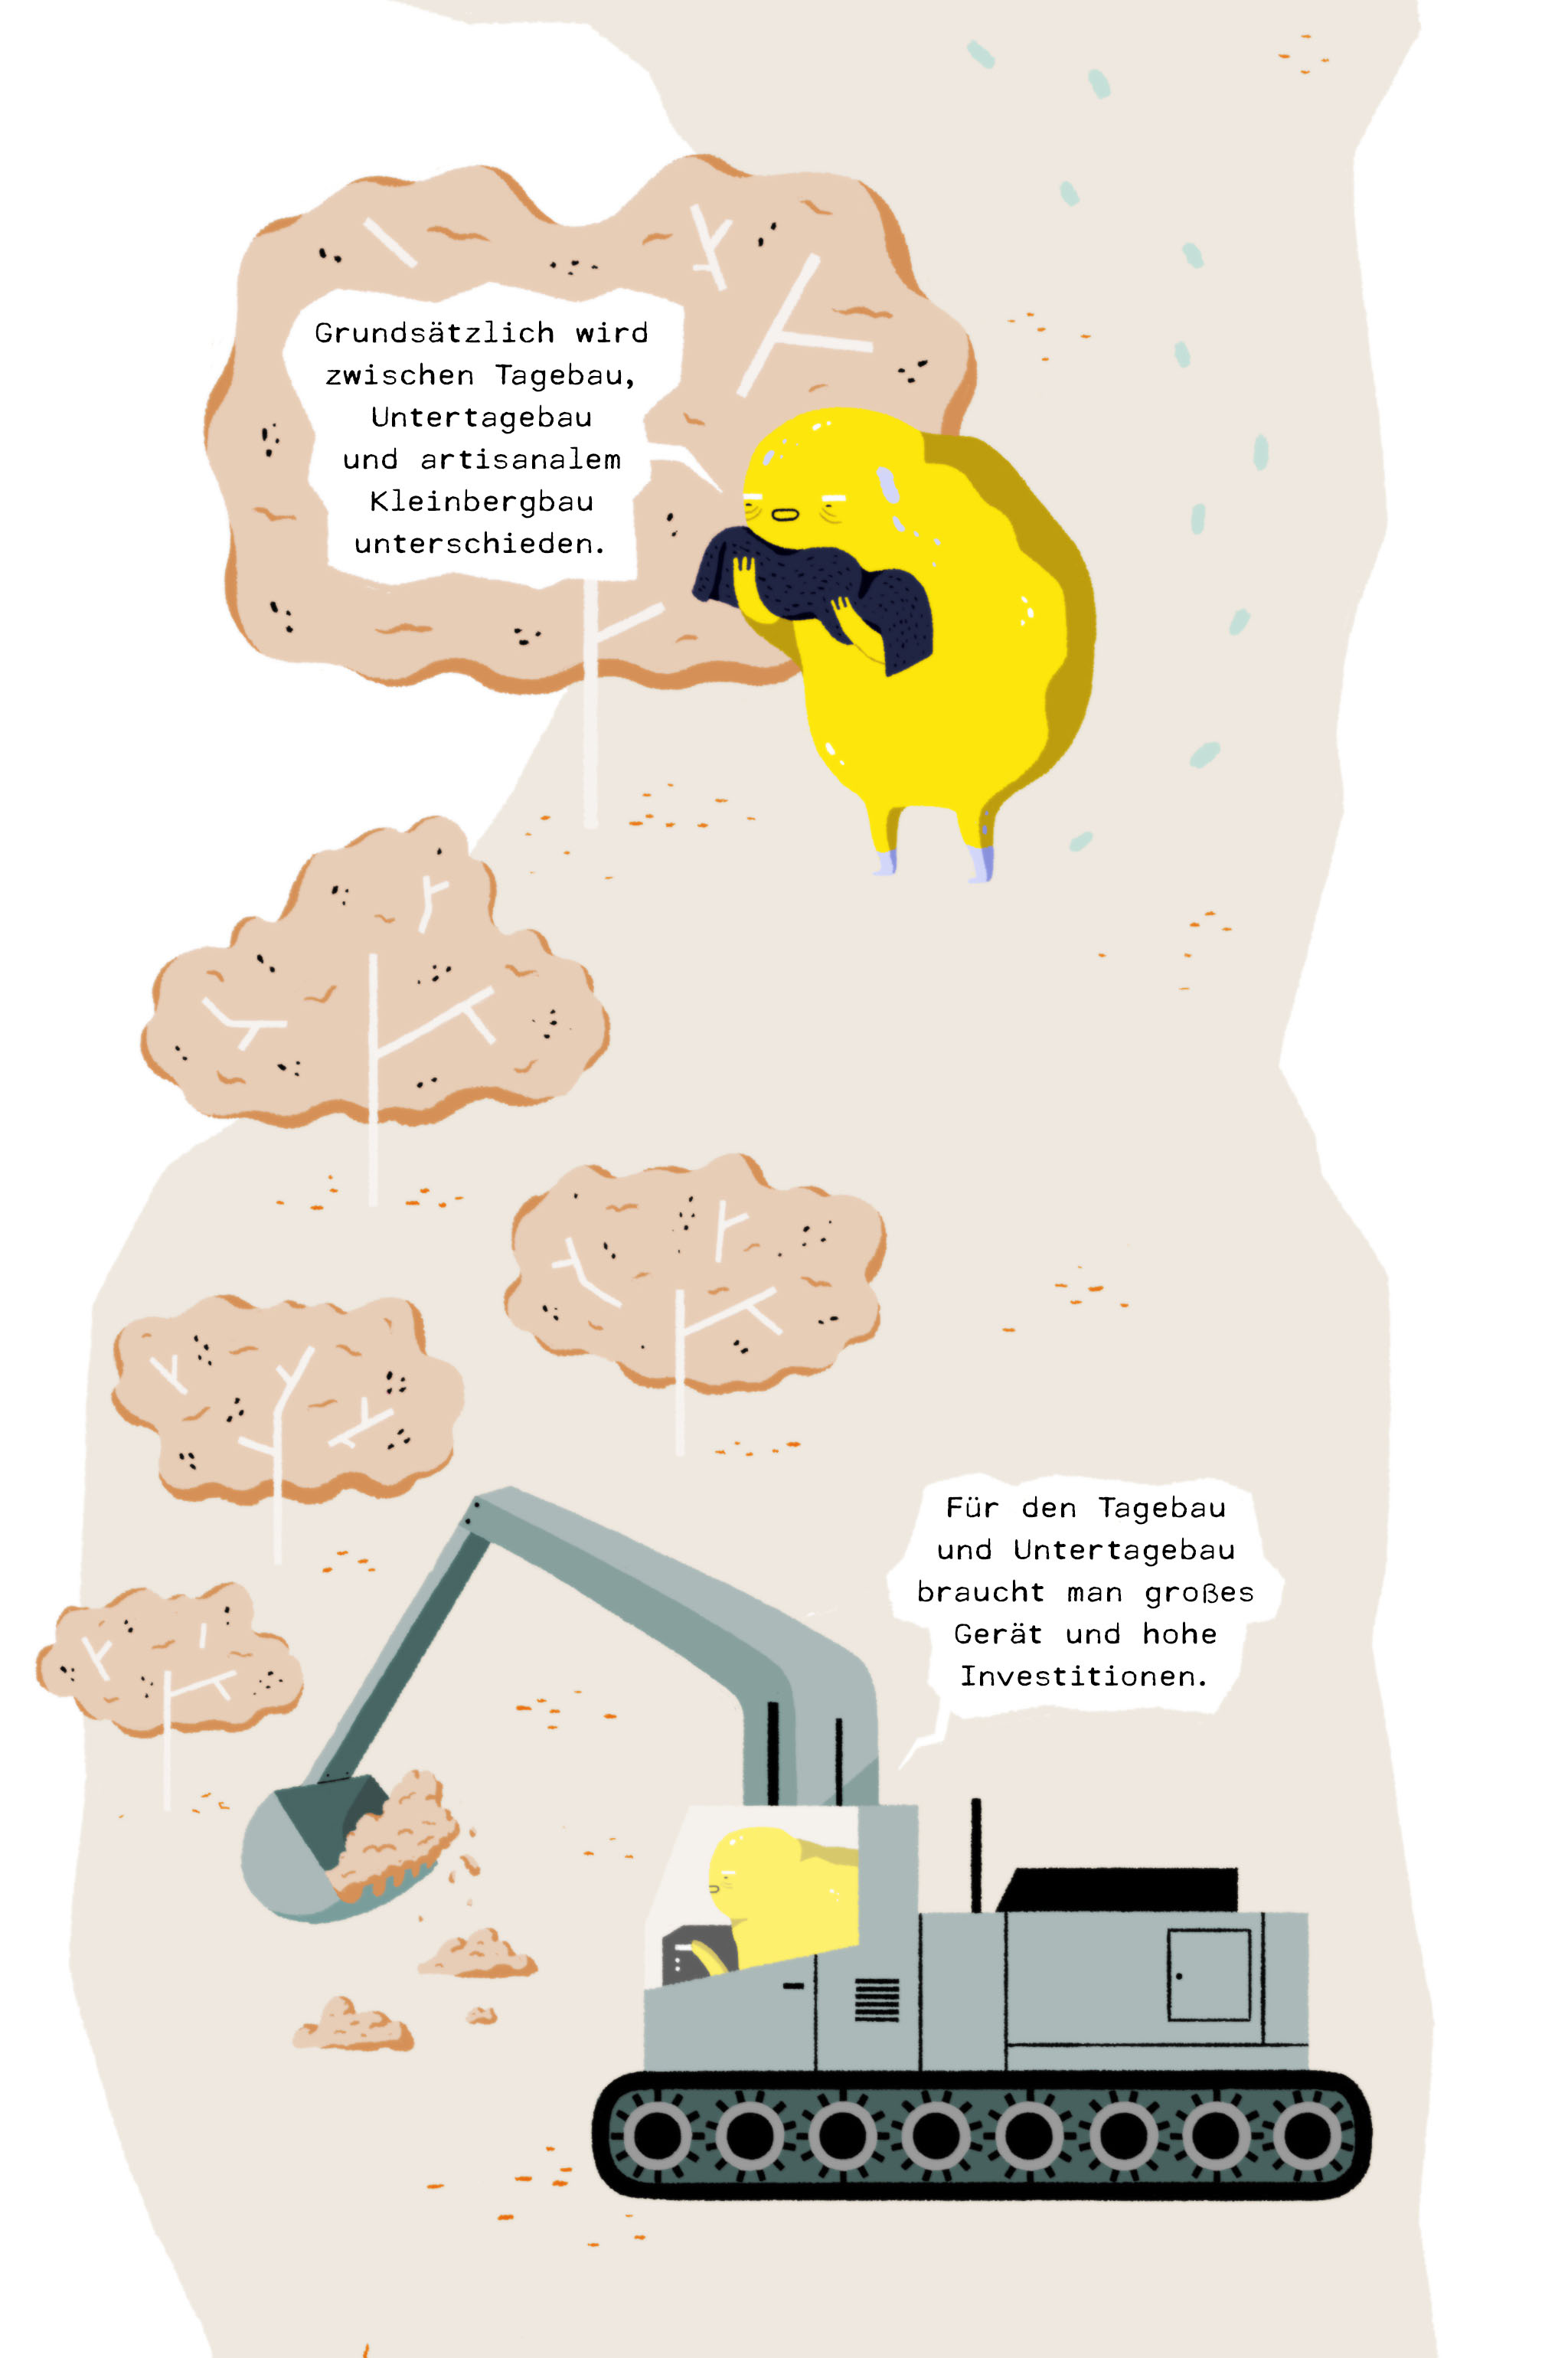 Grundsätzlich wird
zwischen Tagebau,
Untertagebau
und artisanalem
Kleinbergbau
unterschieden.
Für den Tagebau
und Untertagebau
braucht man großes
Gerät und hohe
Investitionen.